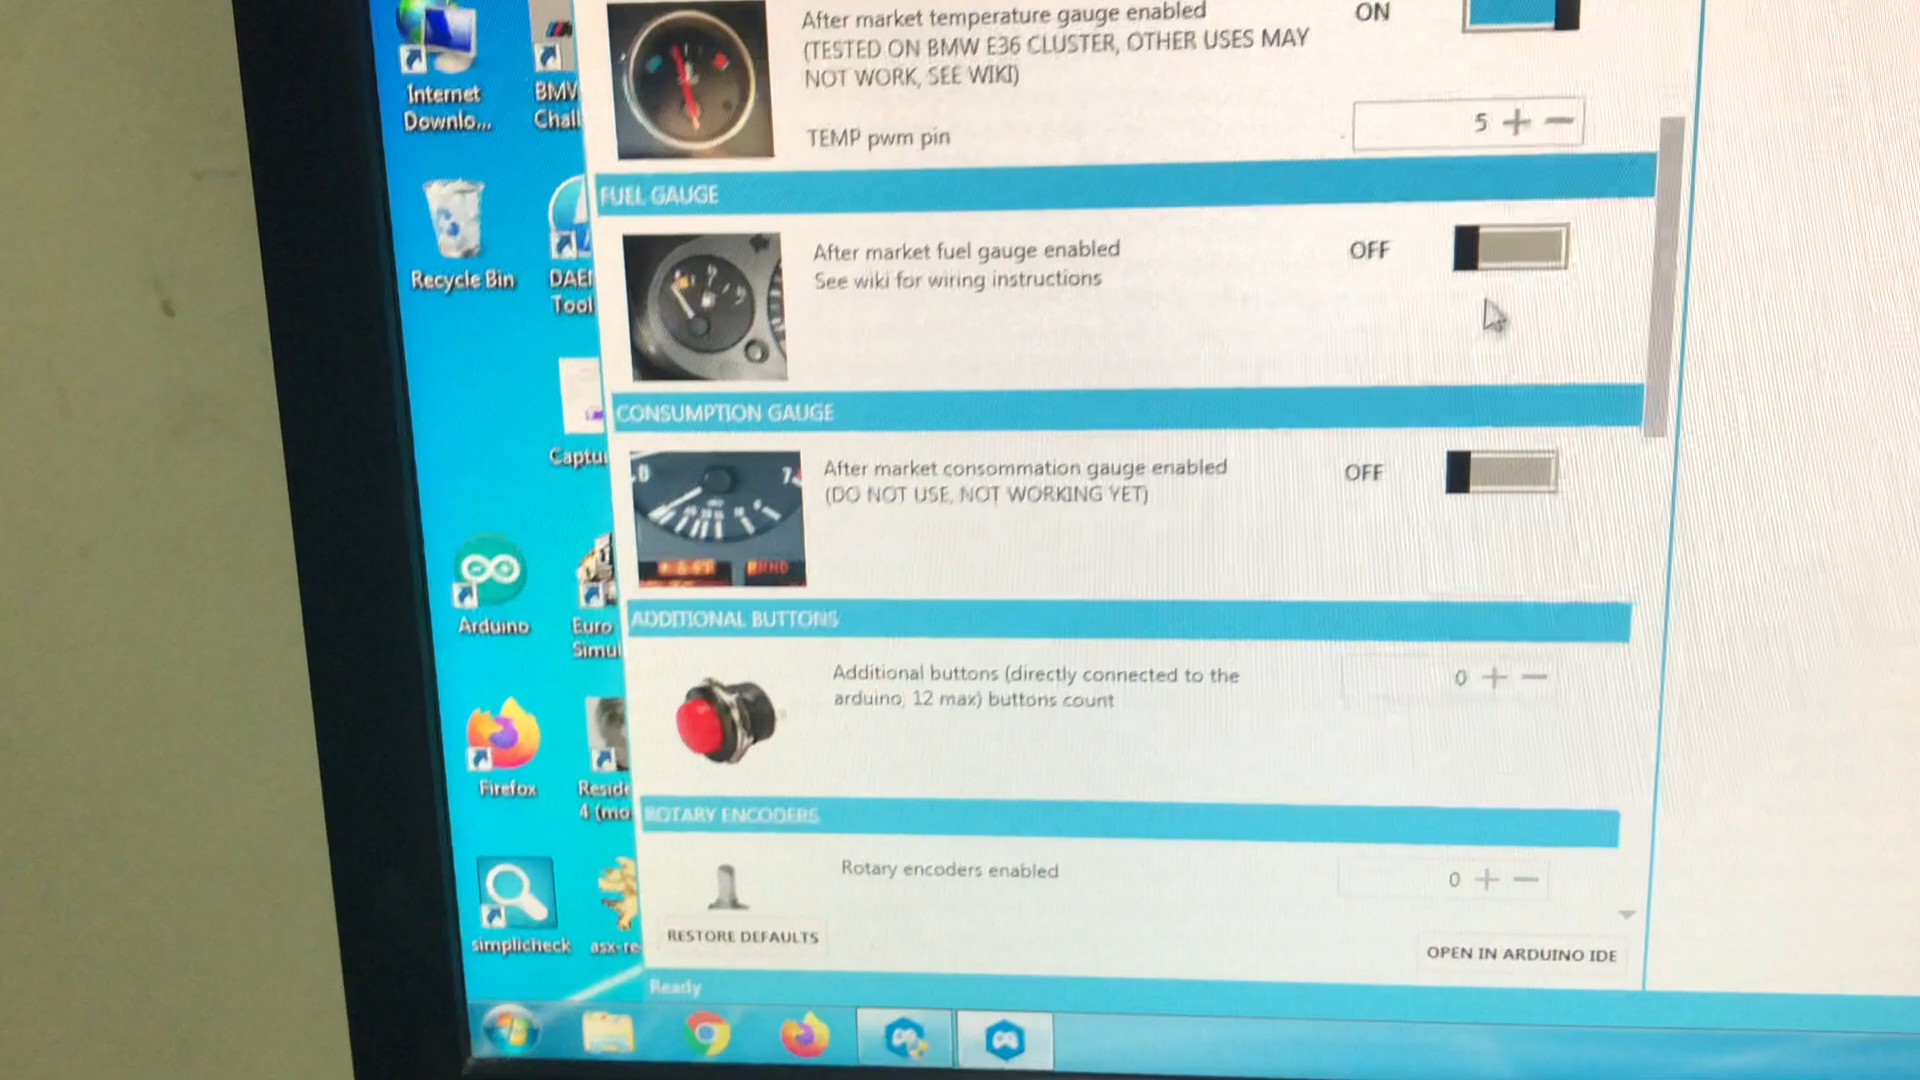 After market temperature gauge enabled
(TESTED ON BMW E36 CLUSTER, OTHER USES MAY
NOT WORK, SEE WIKI)
ON
TEMP pwm pin
5
FUEL GAUGE
After market fuel gauge enabled
See wiki for wiring instructions
OFF
CONSUMPTION GAUGE
After market consommation gauge enabled
(DO NOT USE, NOT WORKING YET)
OFF
ADDITIONAL BUTTONS
Additional buttons (directly connected to the
arduino, 12 max) buttons count
0
ROTARY ENCODERS
Rotary encoders enabled
0
RESTORE DEFAULTS
OPEN IN ARDUINO IDE
Ready
Internet
Downlo...
Recycle Bin
Arduino
Euro
Simul
Firefox
4 (mo
simplicheck
asx-re
Tool
Chall